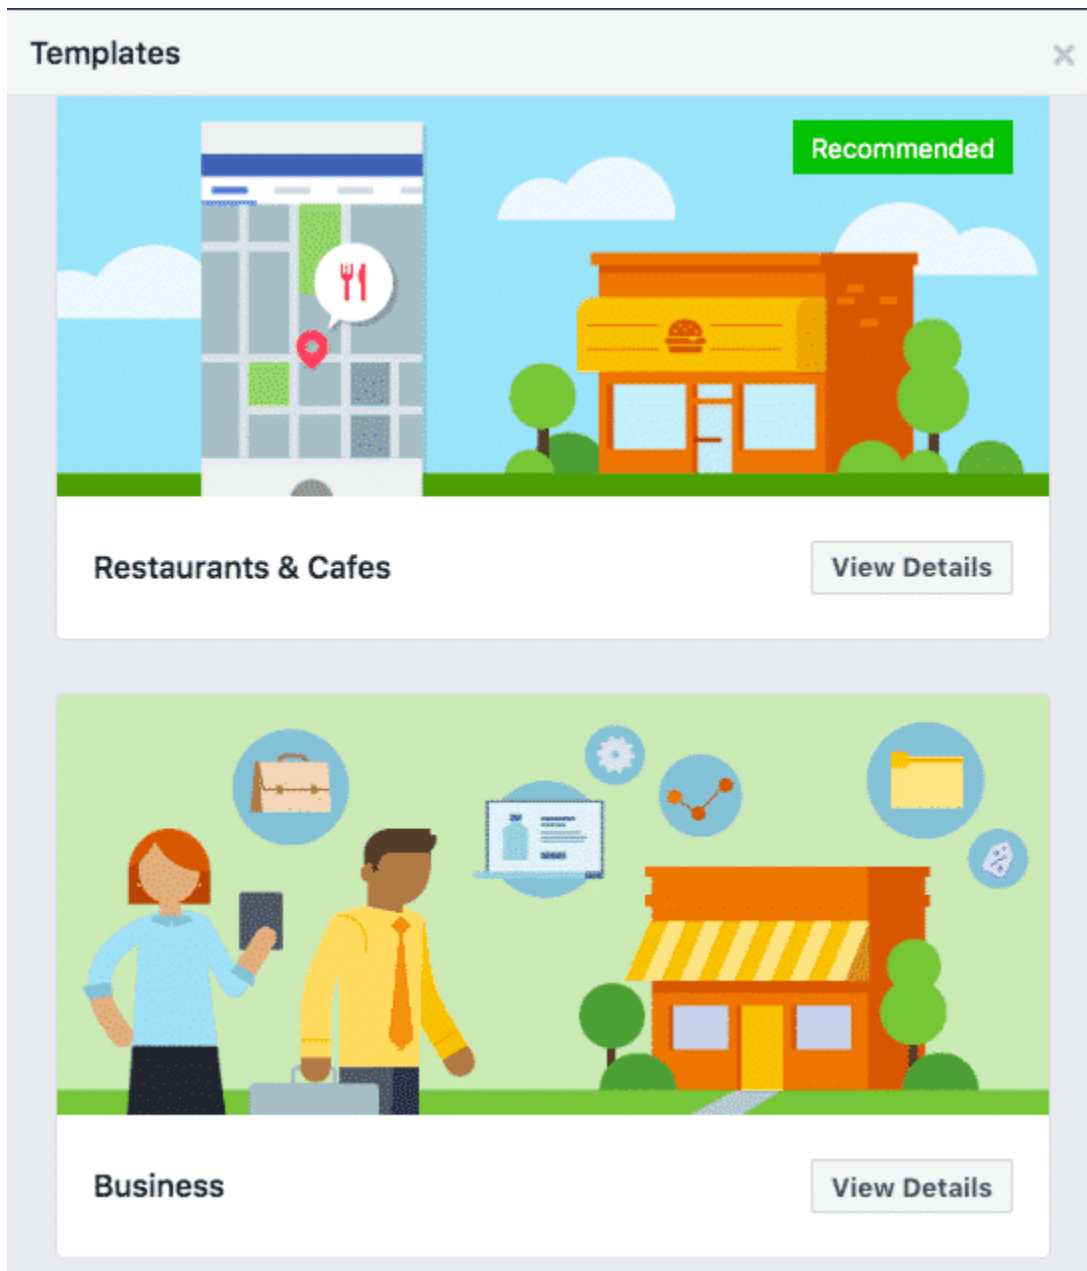 Templates
Recommended
Restaurants & Cafes
View Details
Business
View Details